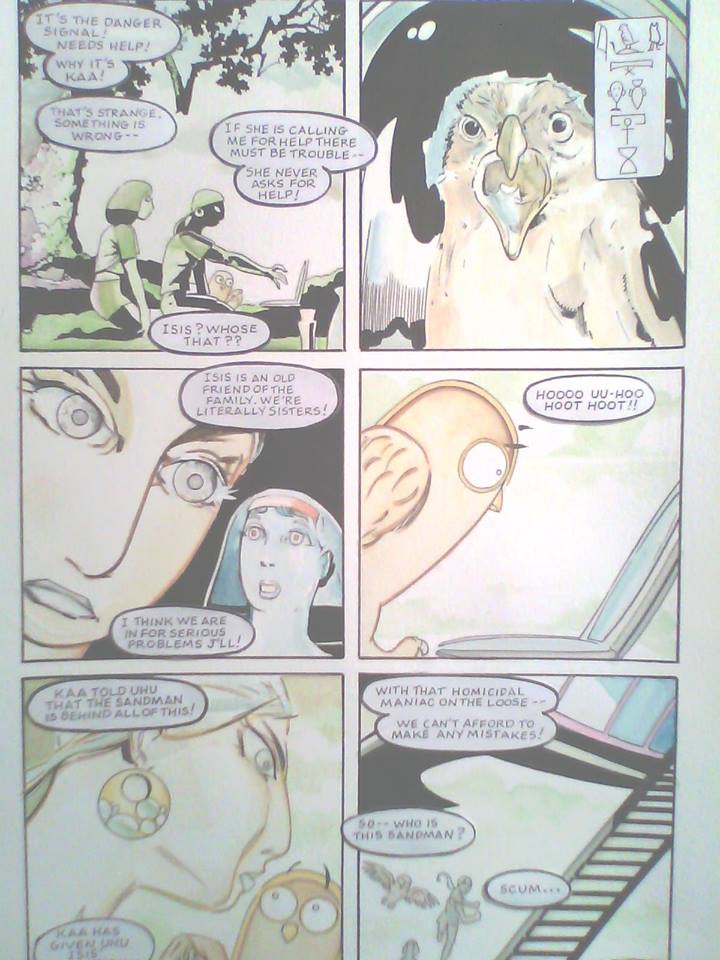 IT'S THE DANGER
SIGNAL!
NEEDS HELP!
WHY IT'S
KAA!
THAT'S STRANGE.
SOMETHING IS
WRONG--
IF SHE IS CALLING
ME FOR HELP THERE
MUST BE TROUBLE--
SHE NEVER
ASKS FOR
HELP!
ISIS? WHOSE
THAT??
ISIS IS AN OLD
FRIEND OF THE
FAMILY. WE'RE
LITERALLY SISTERS!
I THINK WE ARE
IN FOR SERIOUS
PROBLEMS J'LL!
HOOOO UU-HOO
HOOT HOOT!!
KAA TOLD UHU
THAT THE SANDMAN
IS BEHIND ALL OF THIS!
KAA HAS
GIVEN UHU
ISIS'
WITH THAT HOMICIDAL
MANIAC ON THE LOOSE--
WE CAN'T AFFORD TO
MAKE ANY MISTAKES!
SO-- WHO IS
THIS SANDMAN?
SCUM...